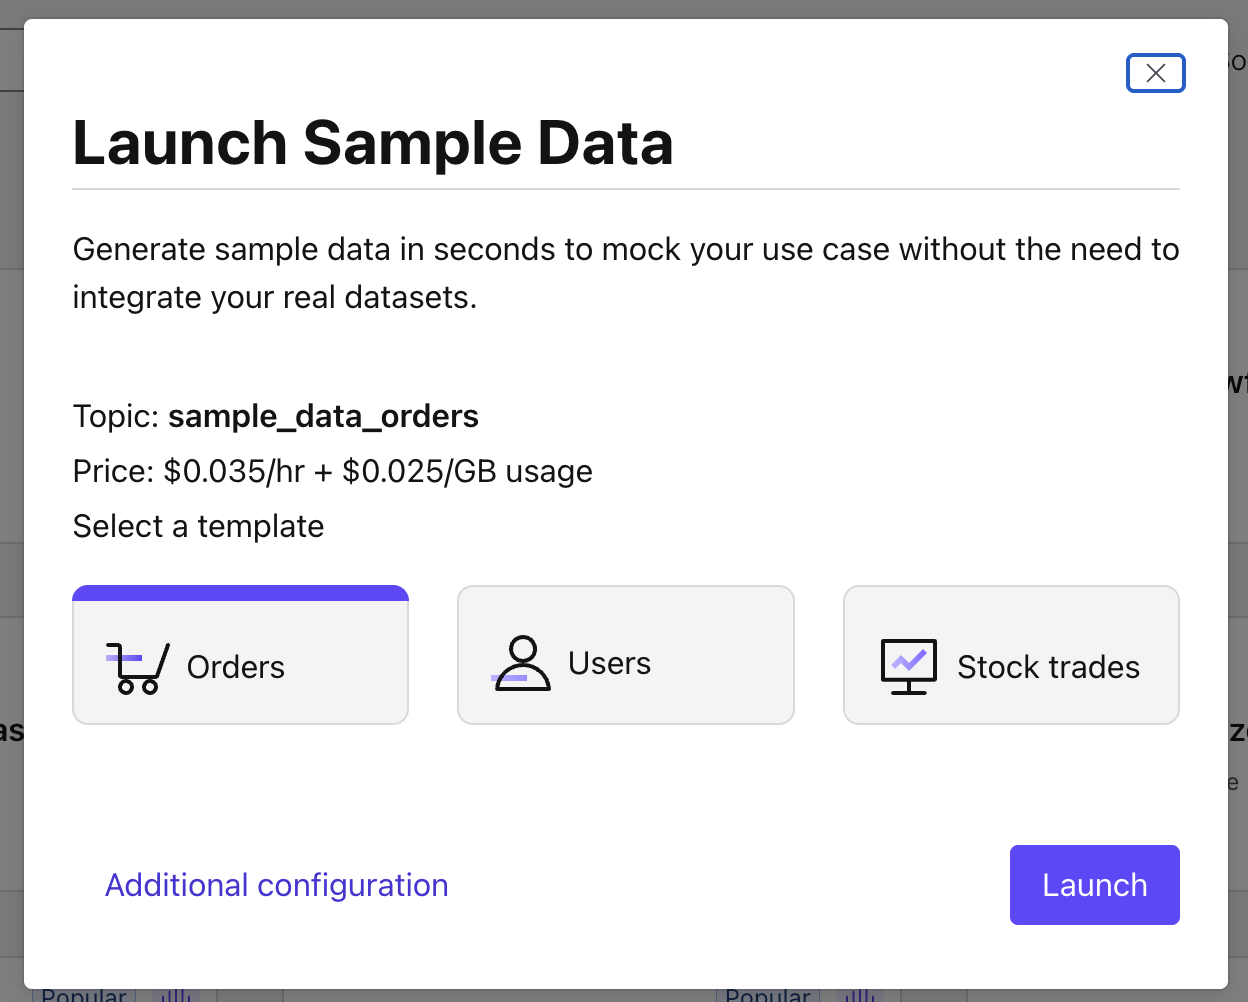 Launch Sample Data
Generate sample data in seconds to mock your use case without the need to
integrate your real datasets.
Topic: sample_data_orders
Price: $0.035/hr + $0.025/GB usage
Select a template
Orders
Users
Stock trades
Additional configuration
Launch
Popular
Popular